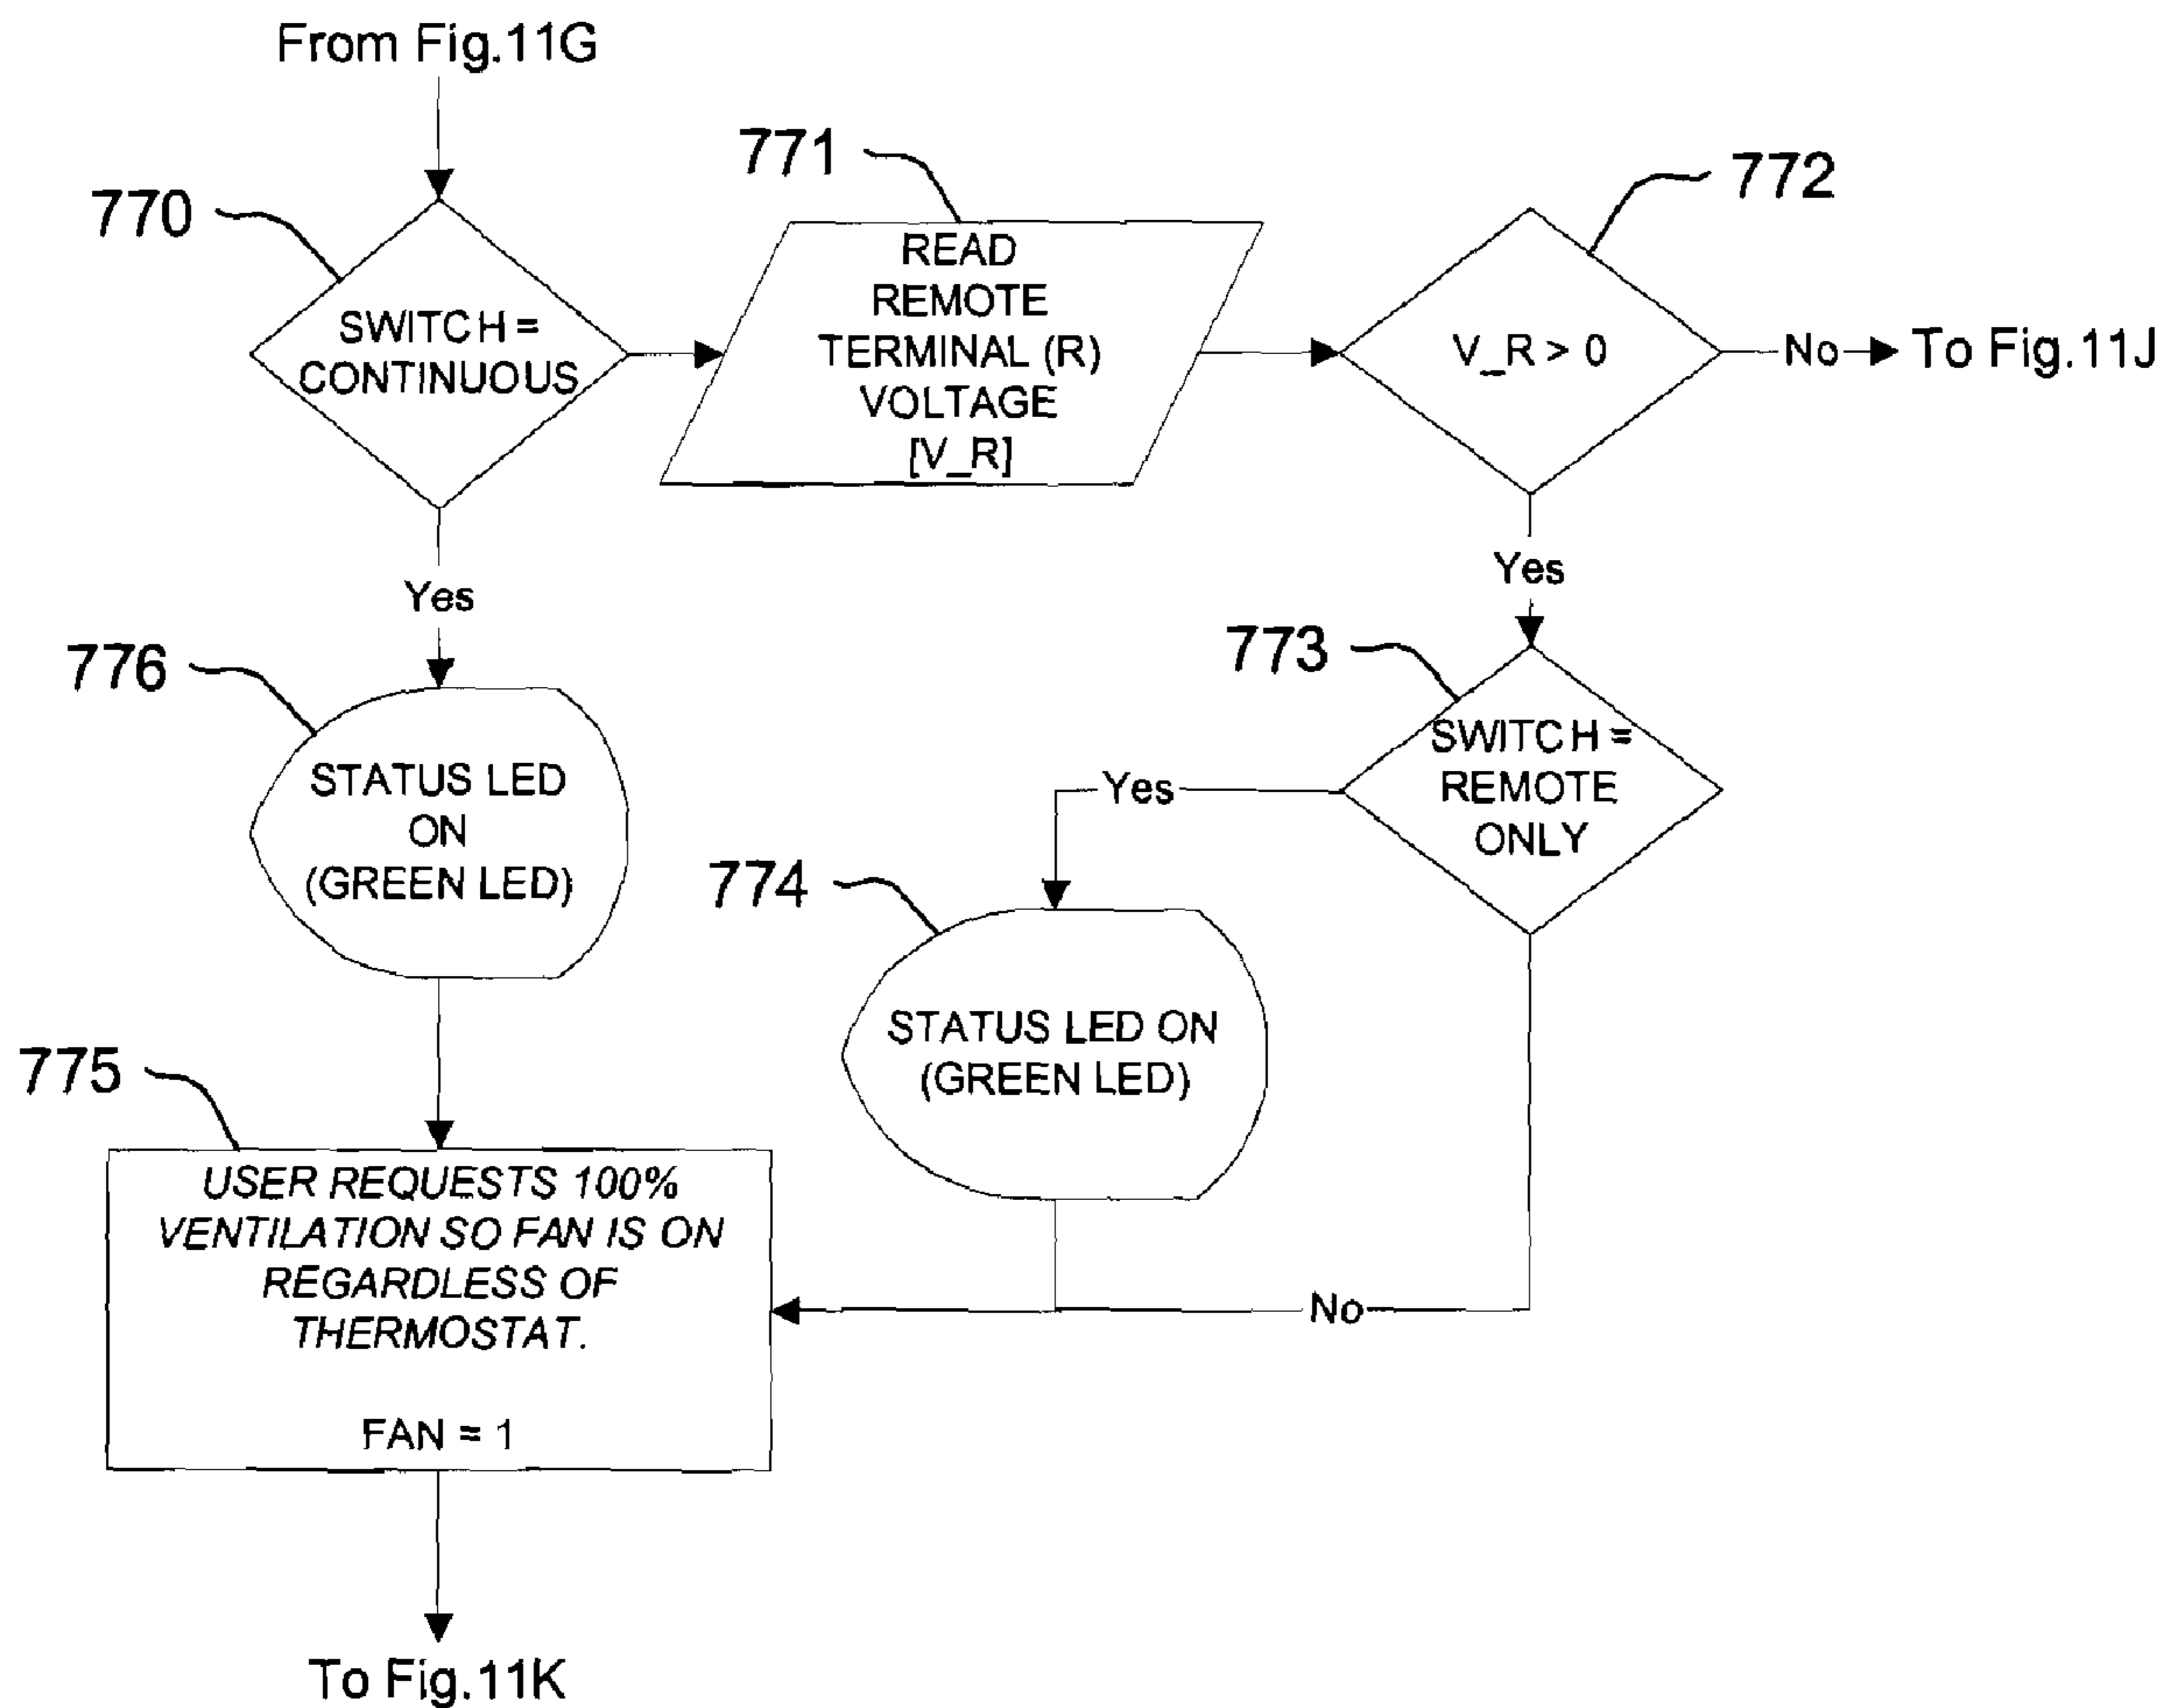 From Fig.11G
770
SWITCH =
CONTINUOUS
771
READ
REMOTE
TERMINAL (R)
VOLTAGE
[V_R]
772
V_R > 0
No
To Fig.11J
Yes
Yes
773
SWITCH =
REMOTE
ONLY
776
STATUS LED
ON
(GREEN LED)
Yes
774
STATUS LED ON
(GREEN LED)
775
USER REQUESTS 100%
VENTILATION SO FAN IS ON
REGARDLESS OF
THERMOSTAT.
FAN = 1
No
To Fig.11K